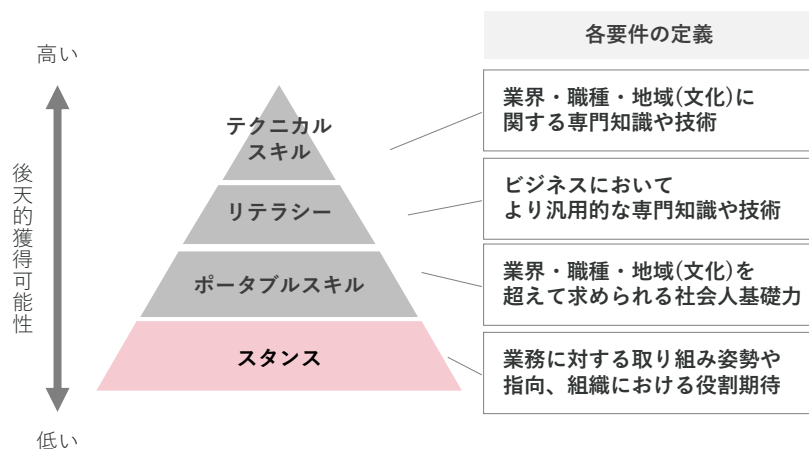 各要件の定義
高い
後天的獲得可能性
低い
テクニカル
スキル
リテラシー
ポータブルスキル
スタンス
業界・職種・地域(文化)に
関する専門知識や技術
ビジネスにおいて
より汎用的な専門知識や技術
業界・職種・地域(文化)を
超えて求められる社会人基礎力
業務に対する取り組み姿勢や
指向、組織における役割期待